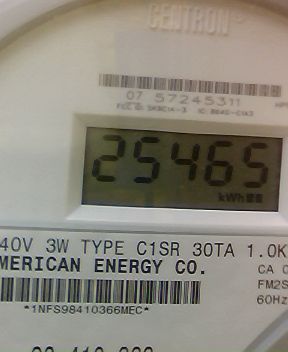 CENTRON®
07 57245311
25465
kWh
40V 3W TYPE C1SR 30TA 1.0K
MERICAN ENERGY CO.
CA 0
FM2S
60Hz
*1NFS98410366MEC*